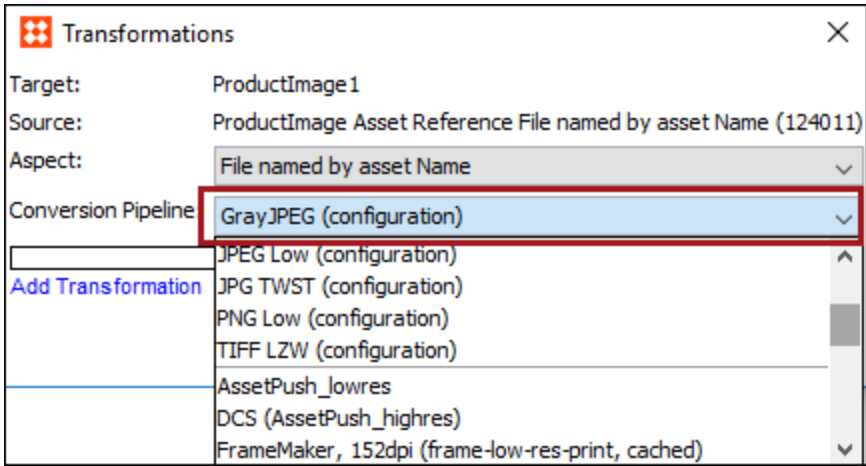 Transformations
Target: ProductImage1
Source: ProductImage Asset Reference File named by asset Name (124011)
Aspect: File named by asset Name
Conversion Pipeline: GrayJPEG (configuration)
JPEG Low (configuration)
Add Transformation JPG TWST (configuration)
PNG Low (configuration)
TIFF LZW (configuration)
AssetPush_lowres
DCS (AssetPush_highres)
FrameMaker, 152dpi (frame-low-res-print, cached)